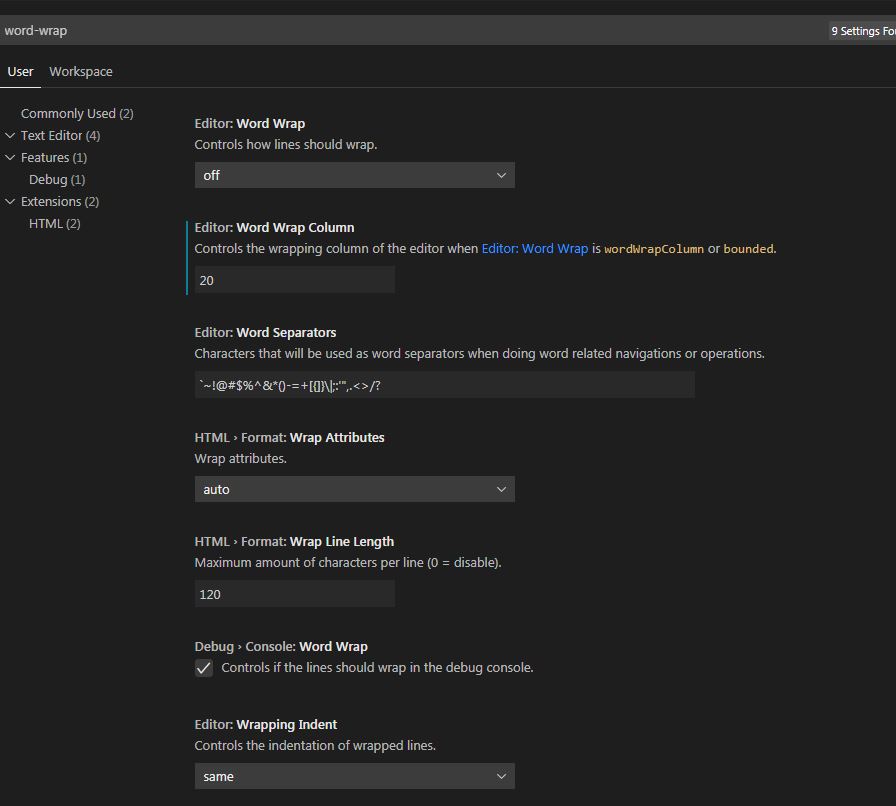 word-wrap
9 Settings Fou
User Workspace
Commonly Used (2)
Text Editor (4)
Features (1)
Debug (1)
Extensions (2)
HTML (2)
Editor: Word Wrap
Controls how lines should wrap.
off
Editor: Word Wrap Column
Controls the wrapping column of the editor when Editor: Word Wrap is wordWrapColumn or bounded.
20
Editor: Word Separators
Characters that will be used as word separators when doing word related navigations or operations.
`~!@#$%^&*()-=+[{]}\|;:'",.<>/?
HTML › Format: Wrap Attributes
Wrap attributes.
auto
HTML › Format: Wrap Line Length
Maximum amount of characters per line (0 = disable).
120
Debug › Console: Word Wrap
Controls if the lines should wrap in the debug console.
Editor: Wrapping Indent
Controls the indentation of wrapped lines.
same